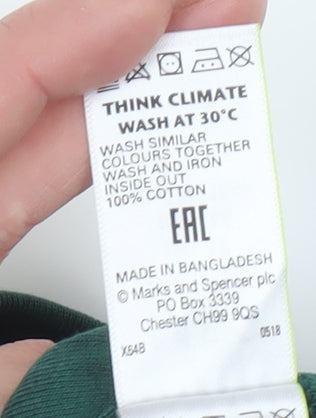 THINK CLIMATE
WASH AT 30°C
WASH SIMILAR
COLOURS TOGETHER
WASH AND IRON
INSIDE OUT
100% COTTON
EAC
MADE IN BANGLADESH
© Marks and Spencer plc
PO Box 3339
Chester CH99 9QS
X64B 0518